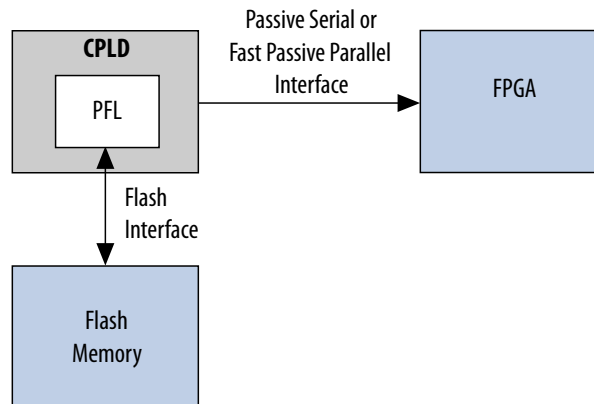 Passive Serial or
Fast Passive Parallel
Interface
CPLD
PFL
FPGA
Flash
Interface
Flash
Memory